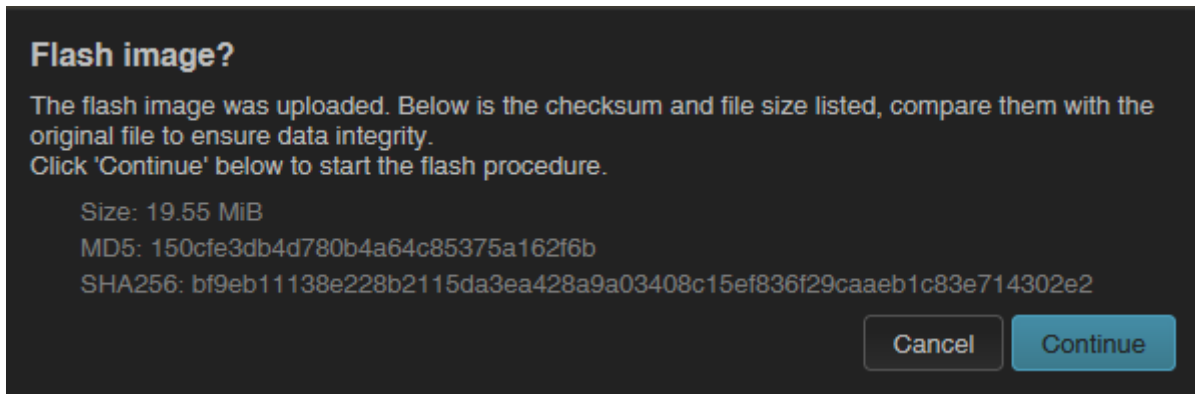 Flash image?
The flash image was uploaded. Below is the checksum and file size listed, compare them with the
original file to ensure data integrity.
Click 'Continue' below to start the flash procedure.
Size: 19.55 MiB
MD5: 150cfe3db4d780b4a64c85375a162f6b
SHA256: bf9eb11138e228b2115da3ea428a9a03408c15ef836f29caaeb1c83e714302e2
Cancel Continue